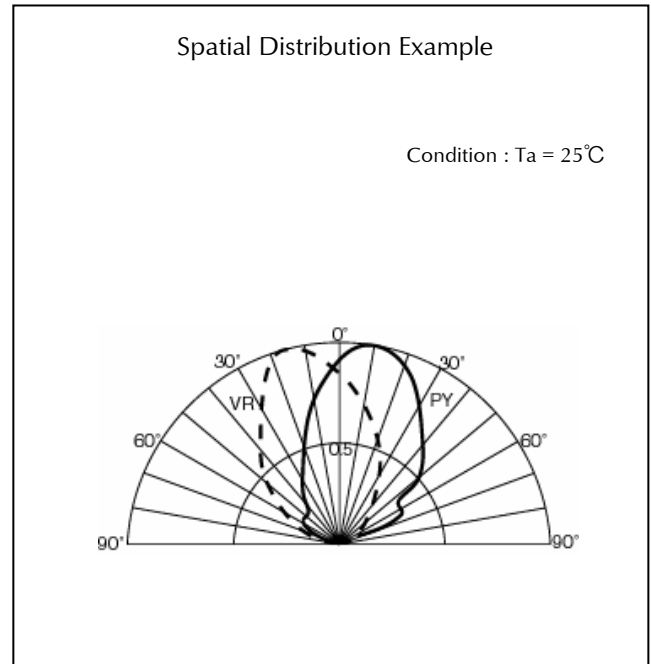 Spatial Distribution Example
Condition : Ta = 25℃
0°
30°
30°
VR
PY
60°
0.5
60°
90°
90°